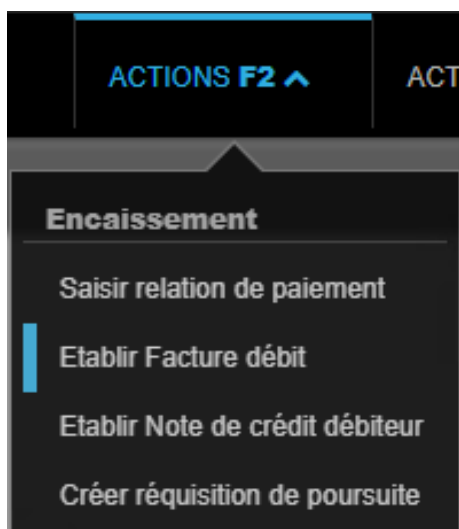 ACTIONS F2 ACT
Encaissement
Saisir relation de paiement
Etablir Facture débit
Etablir Note de crédit débiteur
Créer réquisition de poursuite